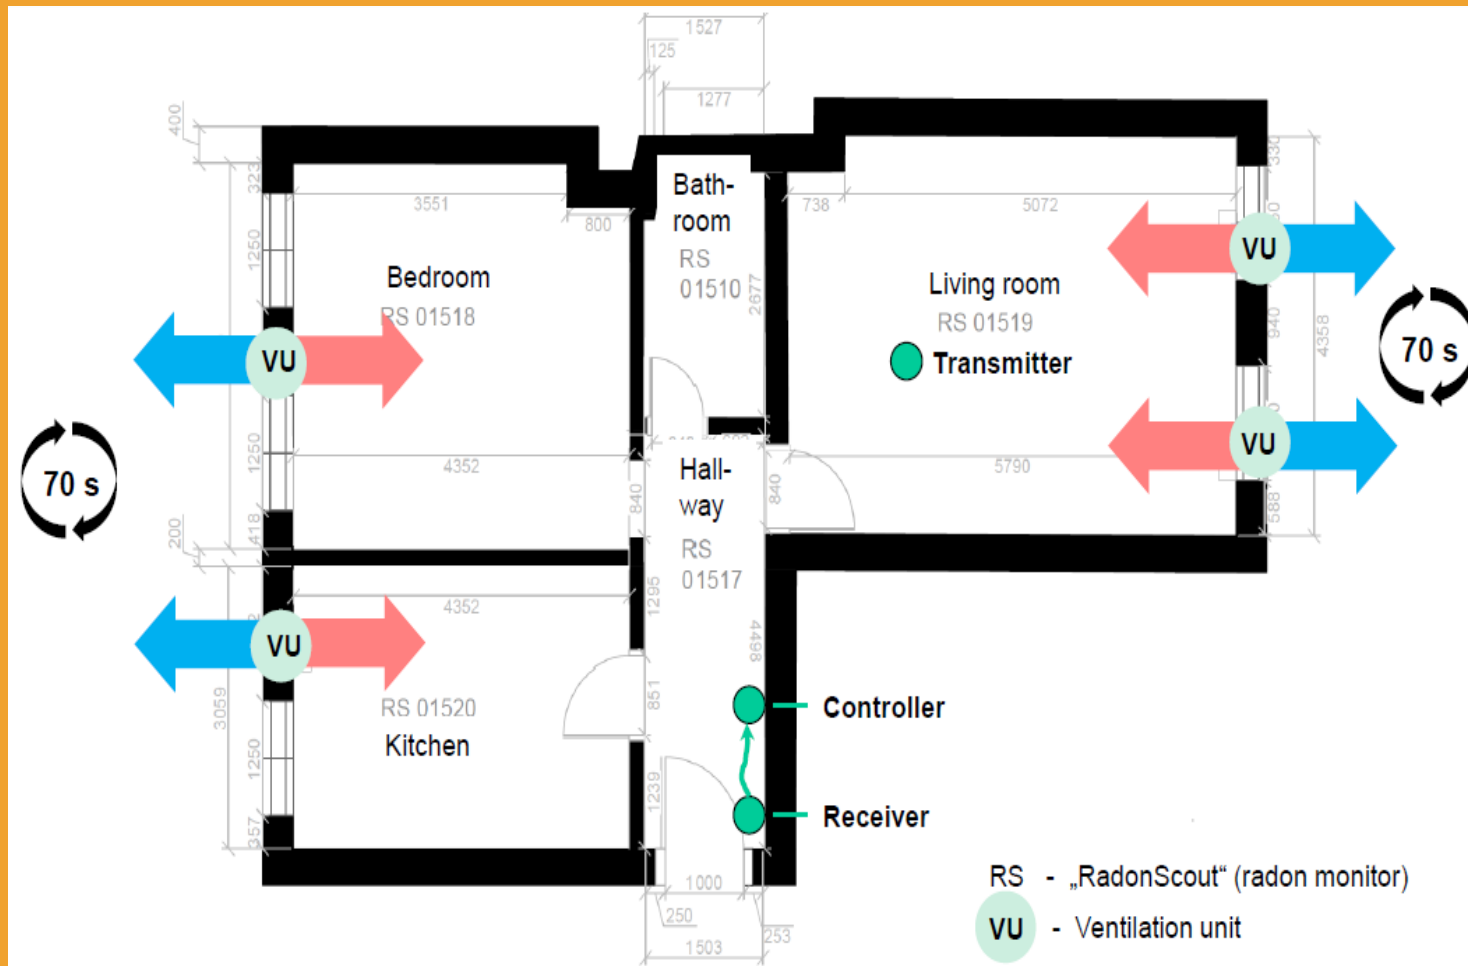 1527
125
1277
400
323
330
3551
800
738
5072
Bath-
room
RS
01510
1250
2677
VU
Bedroom
RS 01518
Living room
RS 01519
940
4358
70 s
VU
Transmitter
VU
4352
5790
1250
840
Hall-
way
840
70 s
418
588
200
RS
01517
4352
1295
4498
VU
3059
RS 01520
Kitchen
851
Controller
1250
1239
Receiver
357
1000
250
253
1503
RS - „RadonScout“ (radon monitor)
VU - Ventilation unit